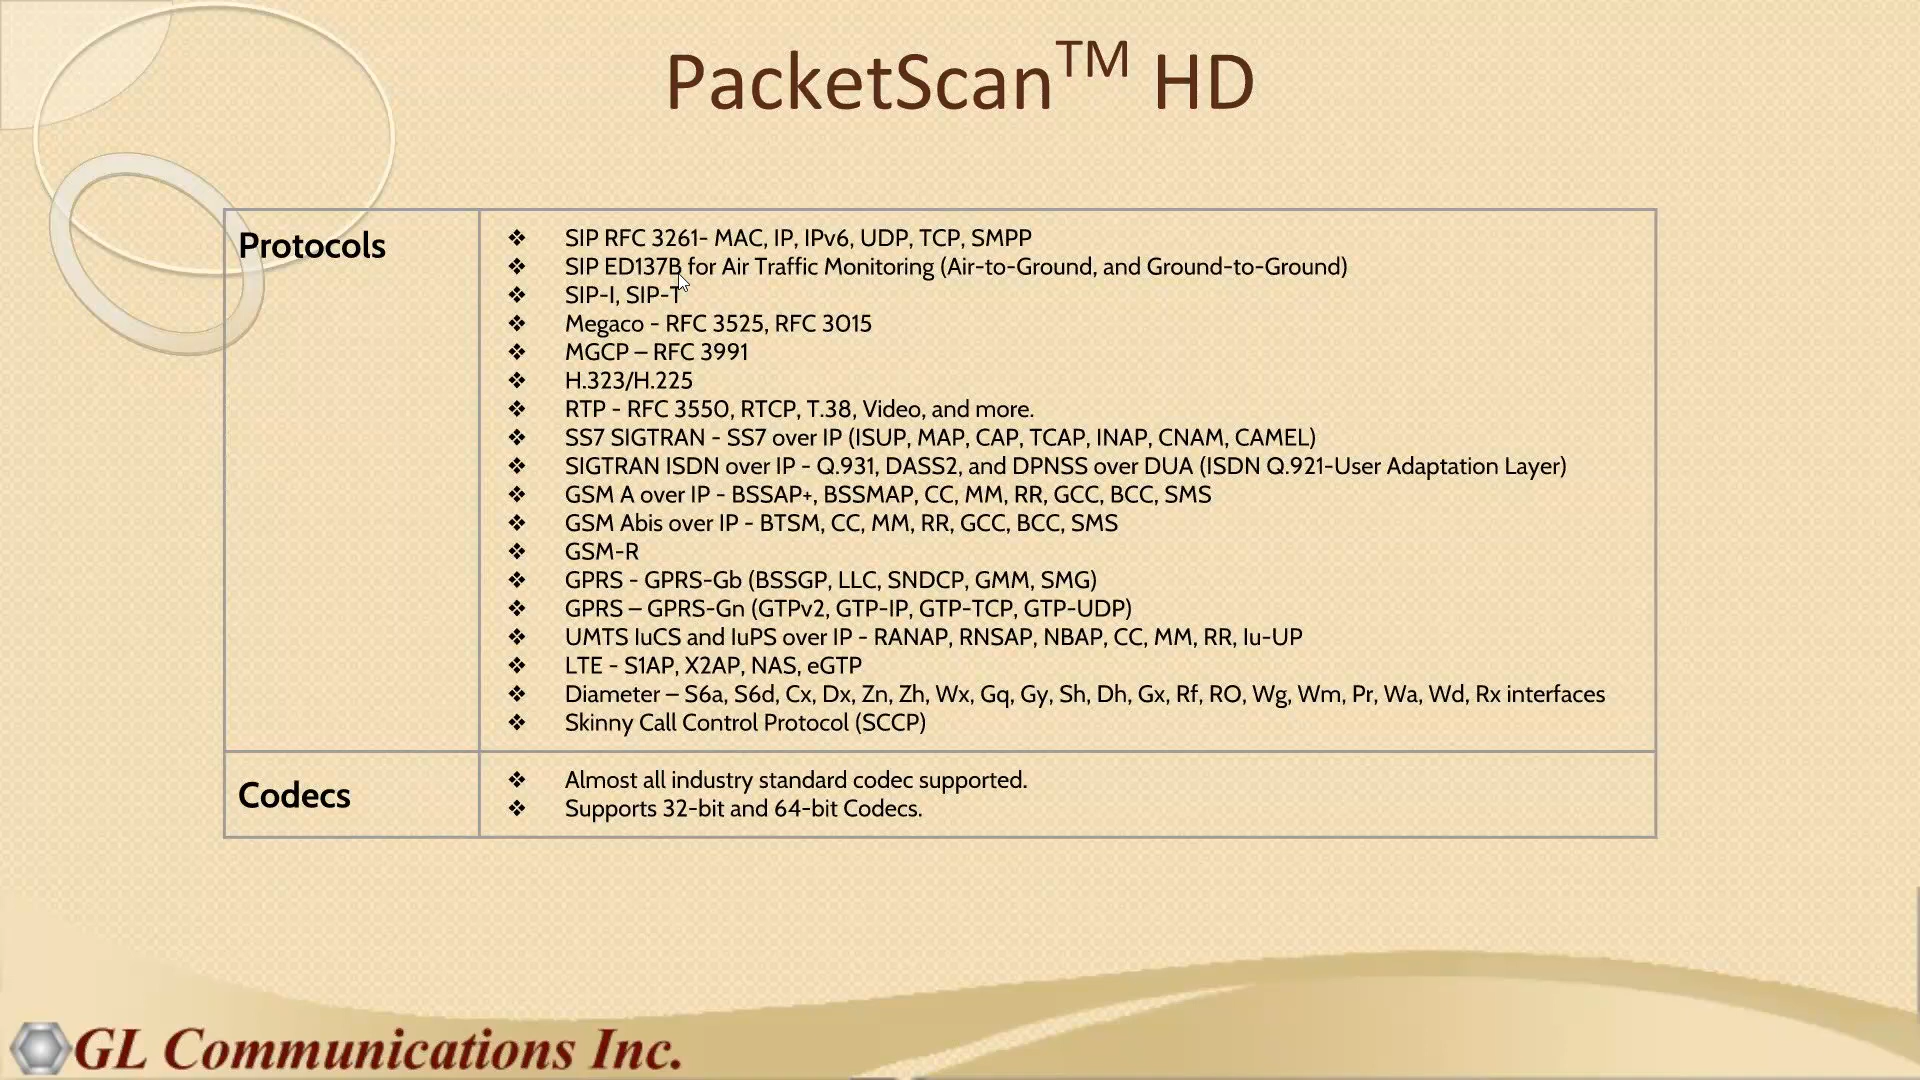 PacketScan™ HD
Protocols
❖ SIP RFC 3261- MAC, IP, IPv6, UDP, TCP, SMPP
❖ SIP ED137B for Air Traffic Monitoring (Air-to-Ground, and Ground-to-Ground)
❖ SIP-I, SIP-T
❖ Megaco - RFC 3525, RFC 3015
❖ MGCP – RFC 3991
❖ H.323/H.225
❖ RTP - RFC 3550, RTCP, T.38, Video, and more.
❖ SS7 SIGTRAN - SS7 over IP (ISUP, MAP, CAP, TCAP, INAP, CNAM, CAMEL)
❖ SIGTRAN ISDN over IP - Q.931, DASS2, and DPNSS over DUA (ISDN Q.921-User Adaptation Layer)
❖ GSM A over IP - BSSAP+, BSSMAP, CC, MM, RR, GCC, BCC, SMS
❖ GSM Abis over IP - BTSM, CC, MM, RR, GCC, BCC, SMS
❖ GSM-R
❖ GPRS - GPRS-Gb (BSSGP, LLC, SNDCP, GMM, SMG)
❖ GPRS – GPRS-Gn (GTPv2, GTP-IP, GTP-TCP, GTP-UDP)
❖ UMTS IuCS and IuPS over IP - RANAP, RNSAP, NBAP, CC, MM, RR, Iu-UP
❖ LTE - S1AP, X2AP, NAS, eGTP
❖ Diameter – S6a, S6d, Cx, Dx, Zn, Zh, Wx, Gq, Gy, Sh, Dh, Gx, Rf, RO, Wg, Wm, Pr, Wa, Wd, Rx interfaces
❖ Skinny Call Control Protocol (SCCP)
Codecs
❖ Almost all industry standard codec supported.
❖ Supports 32-bit and 64-bit Codecs.
GL Communications Inc.